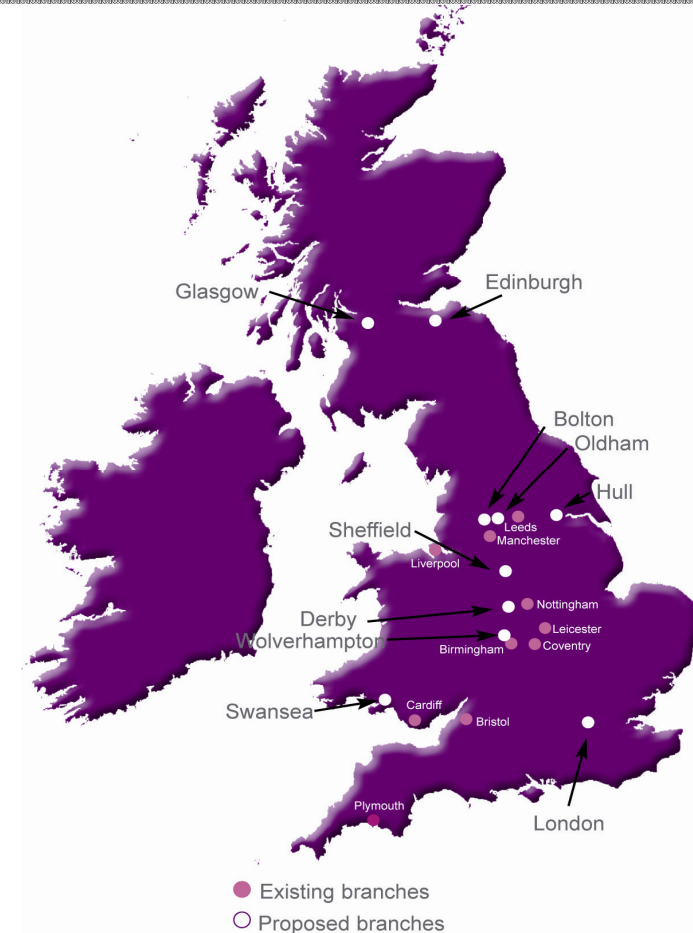 Edinburgh
Glasgow
Bolton
Oldham
Hull
Leeds
Sheffield
Manchester
Liverpool
Nottingham
Derby
Leicester
Wolverhampton
Birmingham
Coventry
Cardiff
Swansea
Bristol
Plymouth
London
Existing branches
Proposed branches